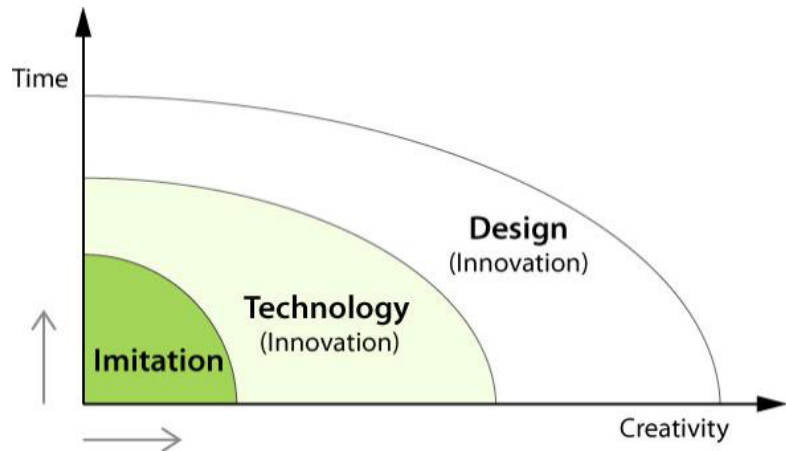 Time
Design
(Innovation)
Technology
(Innovation)
Imitation
Creativity